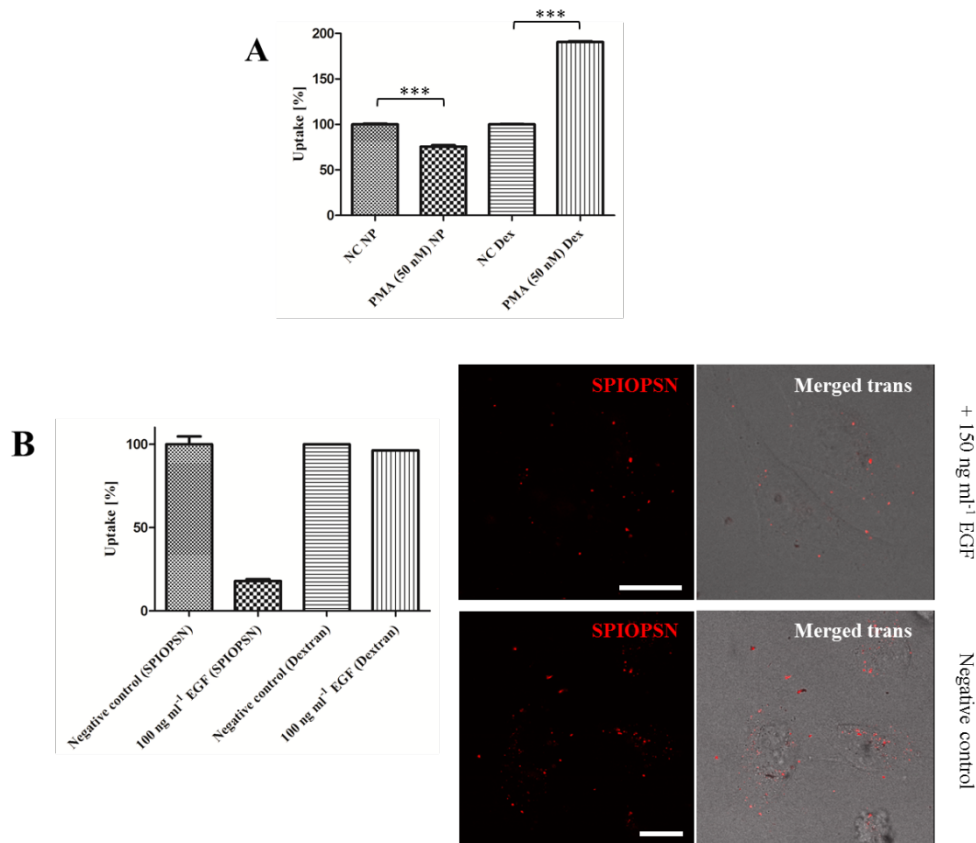 A
***
***
Uptake [%]
200
150
100
50
0
NC NP
PMA (50 nM) NP
NC Dex
PMA (50 nM) Dex
B
Uptake [%]
100
50
0
Negative control (SPIOPSN)
100 ng ml⁻¹ EGF (SPIOPSN)
Negative control (Dextran)
100 ng ml⁻¹ EGF (Dextran)
SPIOPSN
Merged trans
+ 150 ng ml⁻¹ EGF
SPIOPSN
Merged trans
Negative control